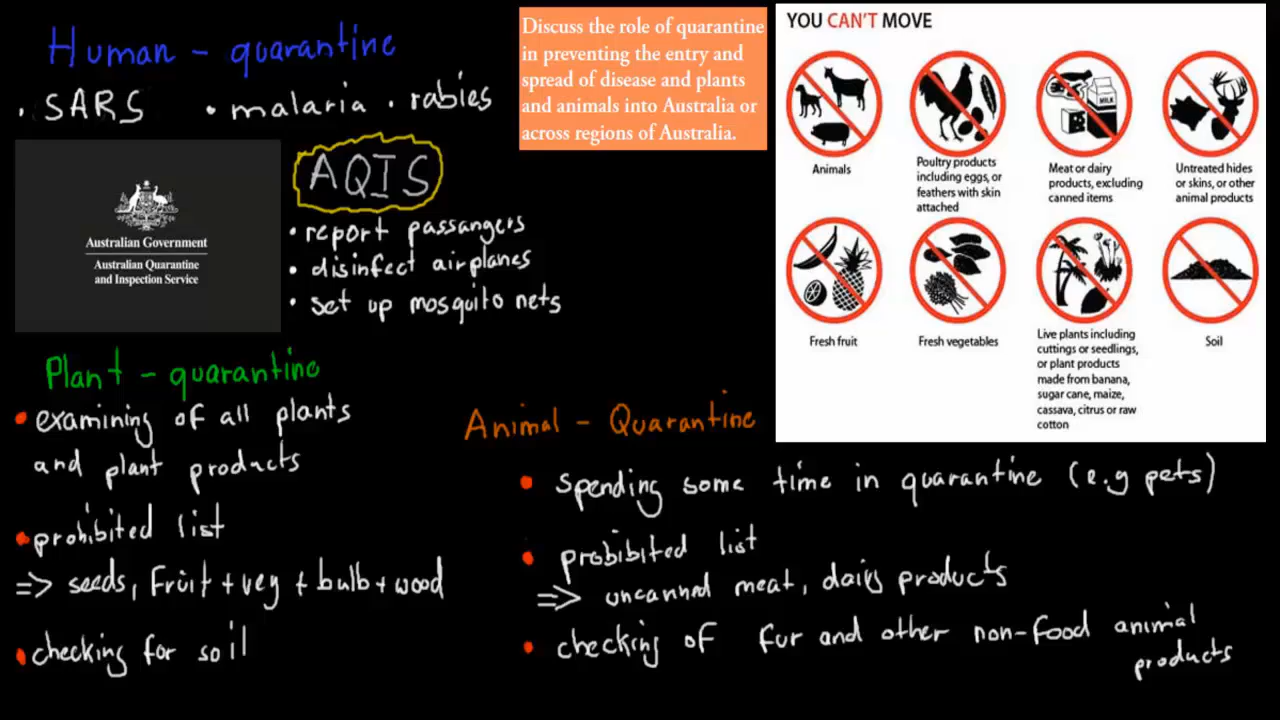 Human - quarantine
• SARS • malaria • rabies
Discuss the role of quarantine
in preventing the entry and
spread of disease and plants
and animals into Australia or
across regions of Australia.
Australian Government
Australian Quarantine
and Inspection Service
AQIS
• report passangers
• disinfect airplanes
• set up mosquito nets
YOU CAN'T MOVE
Animals
Poultry products
including eggs, or
feathers with skin
attached
MILK
Meat or dairy
products, excluding
canned items
Untreated hides
or skins, or other
animal products
Fresh fruit
Fresh vegetables
Live plants including
cuttings or seedlings,
or plant products
made from banana,
sugar cane, maize,
cassava, citrus or raw
cotton
Soil
Plant - quarantine
• examining of all plants
and plant products
• prohibited list
=> seeds, Fruit + veg + bulb + wood
• checking for soil
Animal - Quarantine
• spending some time in quarantine (e.g pets)
• prohibited list
=> uncanned meat, dairy products
• checking of fur and other non-food animal
products